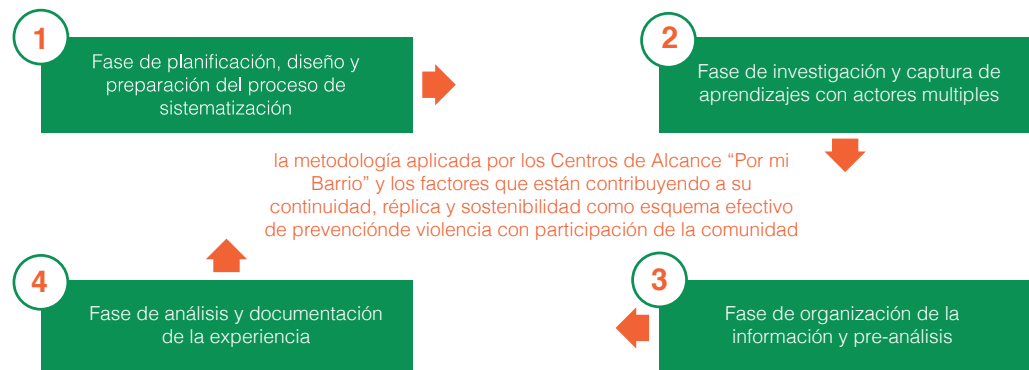 1
Fase de planificación, diseño y
preparación del proceso de
sistematización
2
Fase de investigación y captura de
aprendizajes con actores multiples
la metodología aplicada por los Centros de Alcance “Por mi
Barrio” y los factores que están contribuyendo a su
continuidad, réplica y sostenibilidad como esquema efectivo
de prevenciónde violencia con participación de la comunidad
3
Fase de organización de la
información y pre-análisis
4
Fase de análisis y documentación
de la experiencia